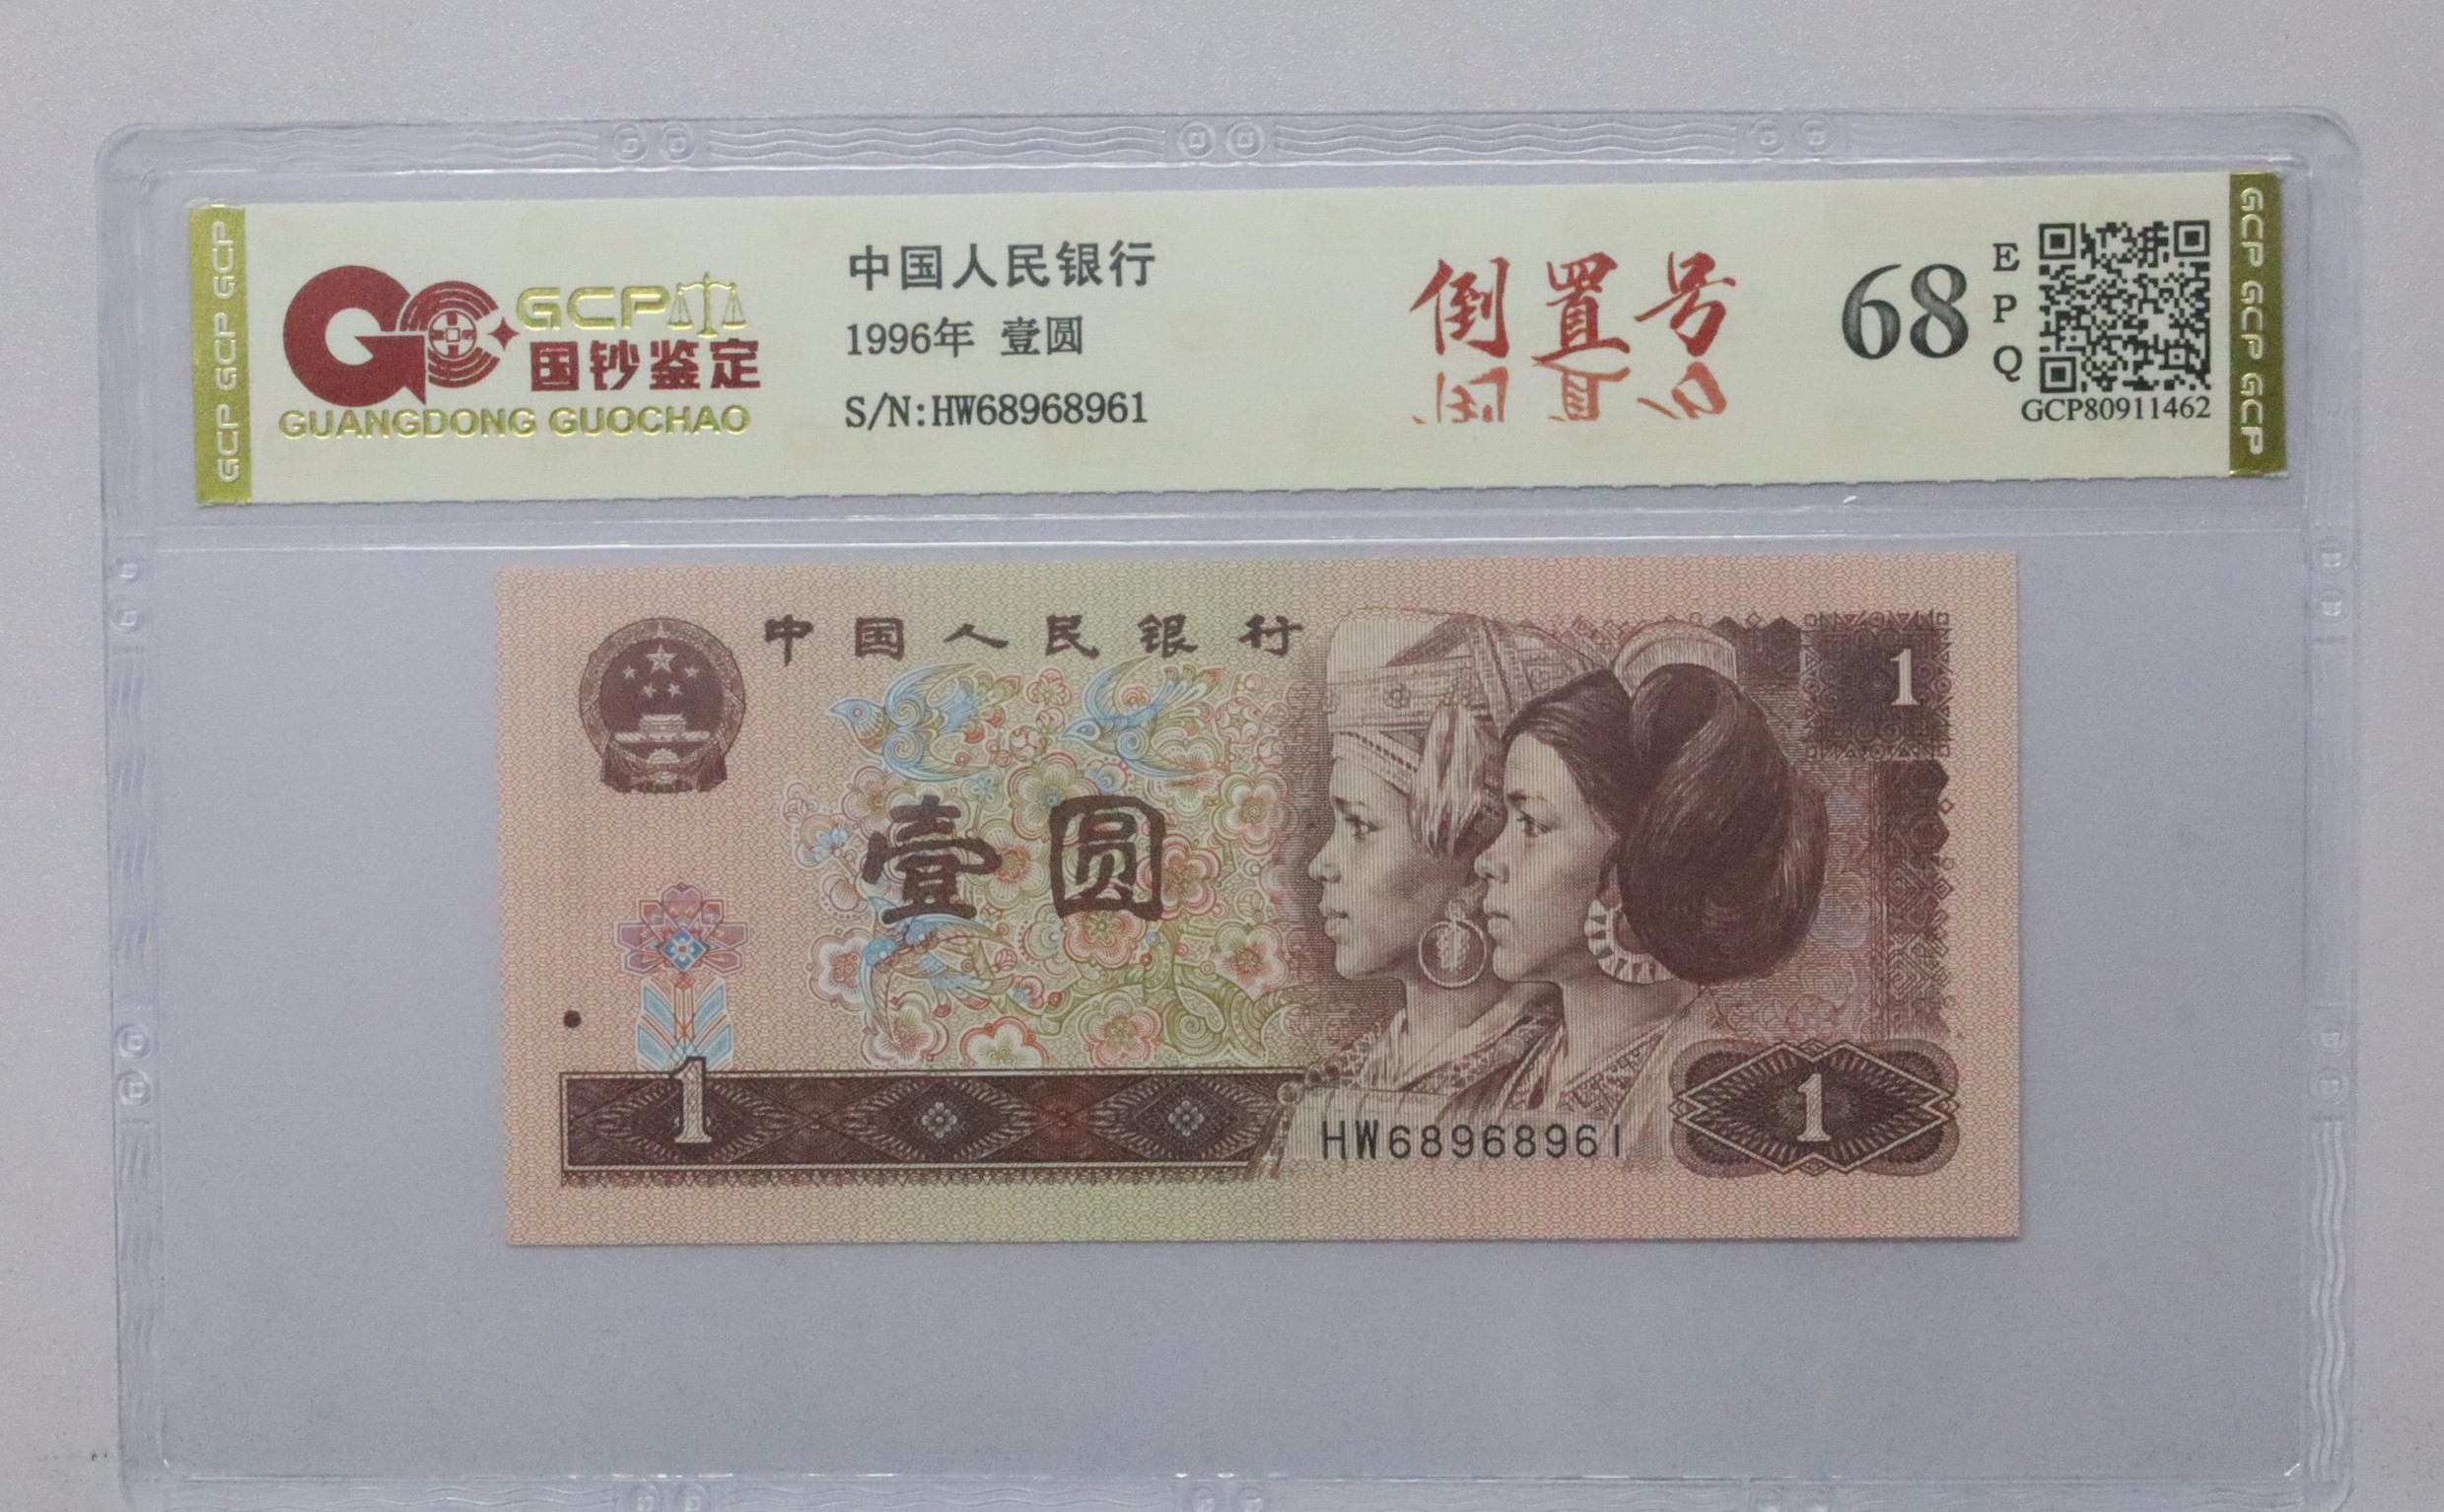 GCP GCP GCP
GCP
国钞鉴定
GUANGDONG GUOCHAO
中国人民银行
1996年 壹圆
S/N:HW68968961
倒置号
68
E
P
Q
GCP80911462
GCP GCP GCP
中国人民银行
1
壹圆
1
HW68968961
1